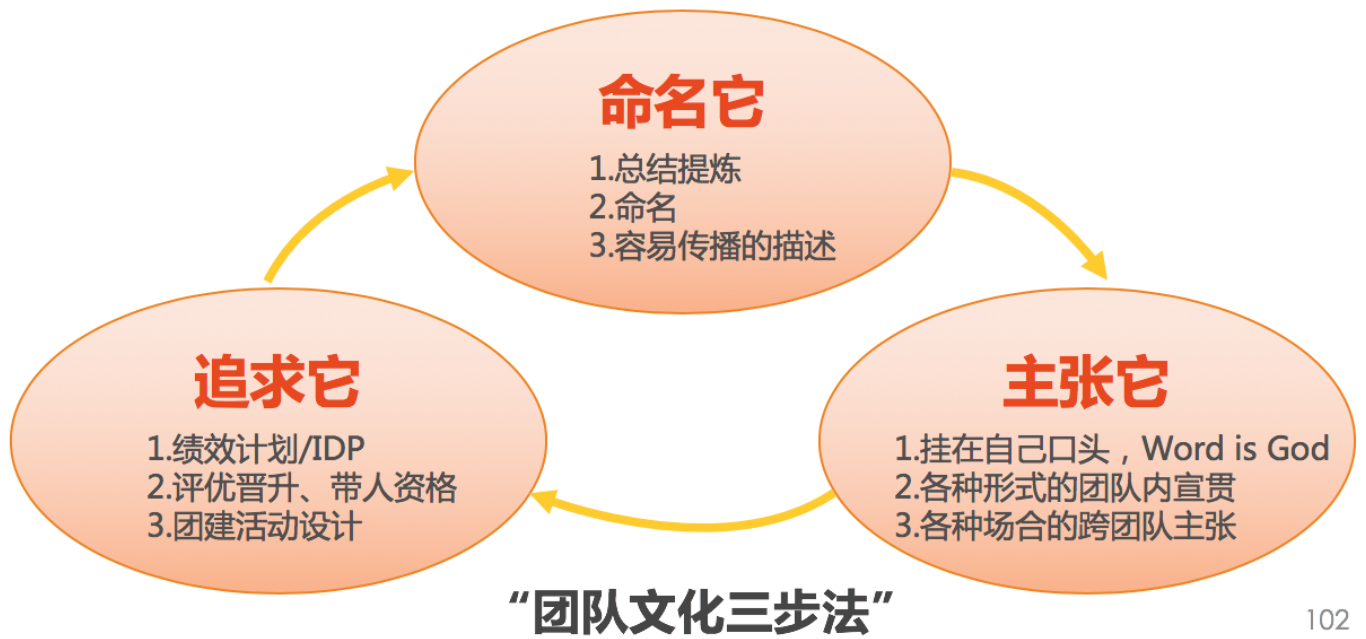 命名它
1.总结提炼
2.命名
3.容易传播的描述
主张它
1.挂在自己口头，Word is God
2.各种形式的团队内宣贯
3.各种场合的跨团队主张
追求它
1.绩效计划/IDP
2.评优晋升、带人资格
3.团建活动设计
“团队文化三步法”
102